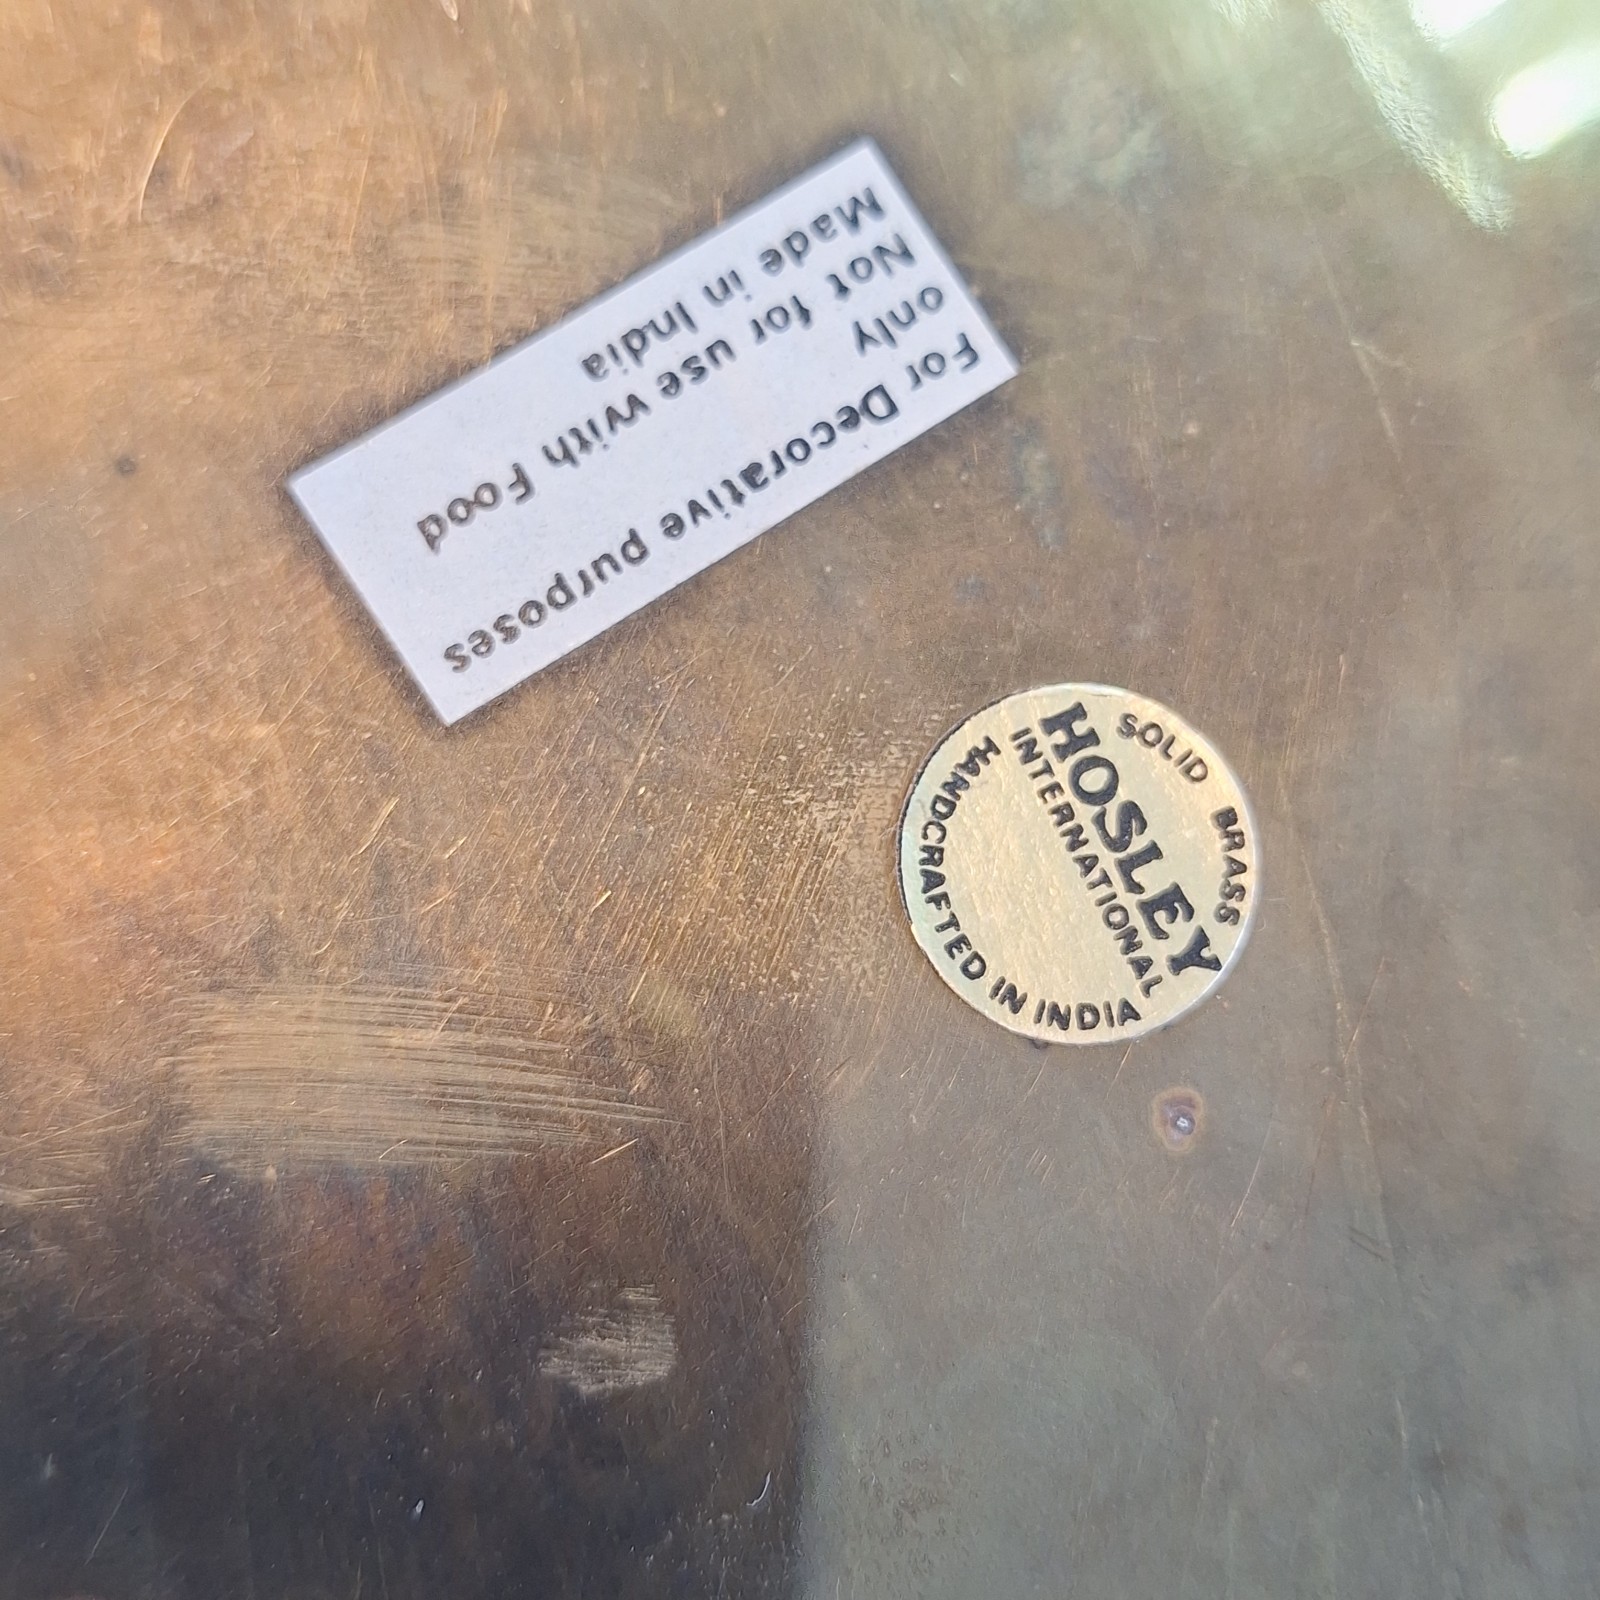 For Decorative purposes
only
Not for use with Food
Made in India
SOLID BRASS
HOSLEY
INTERNATIONAL
HANDCRAFTED IN INDIA